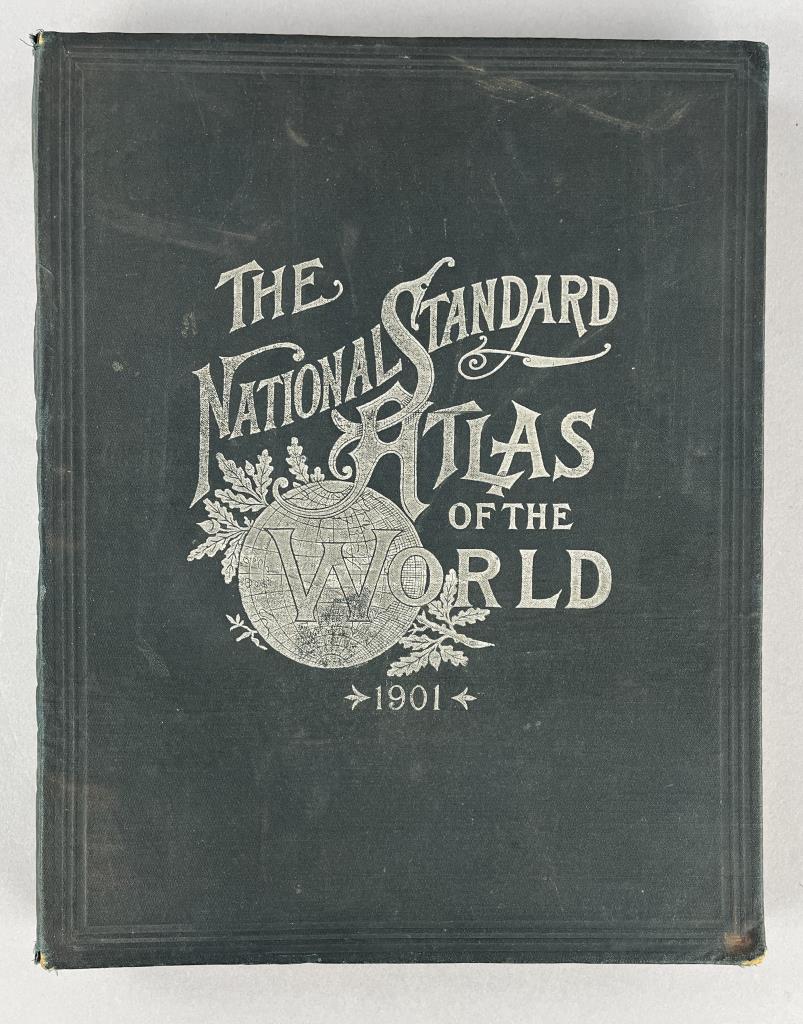 THE
NATIONAL STANDARD
ATLAS
OF THE
WORLD
1901